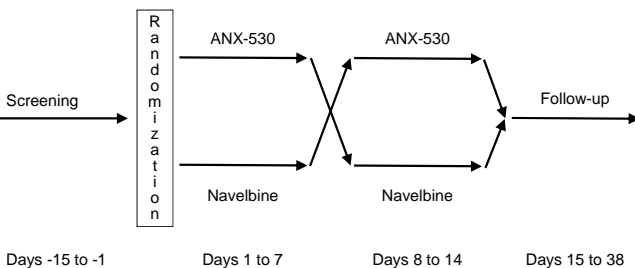 Randomization
ANX-530
ANX-530
Screening
Follow-up
Navelbine
Navelbine
Days -15 to -1
Days 1 to 7
Days 8 to 14
Days 15 to 38